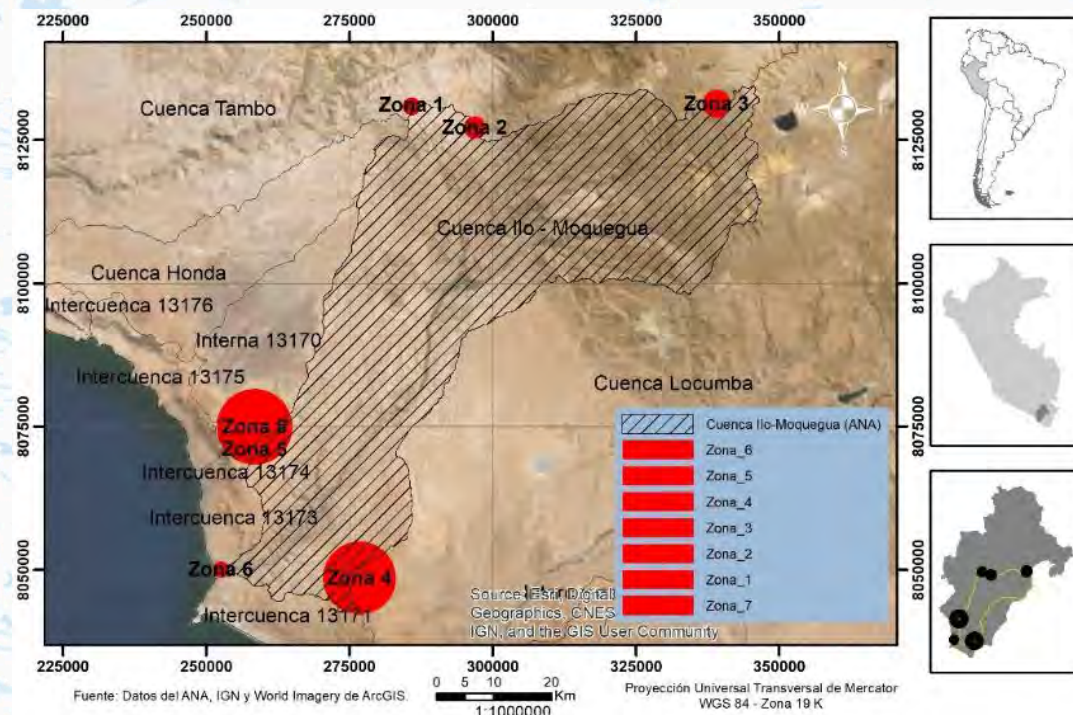 225000 250000 275000 300000 325000 350000
8125000
8100000
8075000
8050000
8125000
8100000
8075000
8050000
N
S
Cuenca Tambo
Zona 1
Zona 2
Zona 3
Cuenca Ilo - Moquegua
Cuenca Honda
Intercuenca 13176
Interna 13170
Intercuenca 13175
Cuenca Locumba
Zona 5
Intercuenca 13174
Intercuenca 13173
Zona 6
Zona 4
Intercuenca 13171
Cuenca Ilo-Moquegua (ANA)
Zona_6
Zona_5
Zona_4
Zona_3
Zona_2
Zona_1
Zona_7
Source: Esri, Digital
Geographics, CNES
IGN, and the GIS User Community
225000 250000 275000 300000 325000 350000
Fuente: Datos del ANA, IGN y World Imagery de ArcGIS.
0 5 10 20
Km
1:1000000
Proyección Universal Transversal de Mercator
WGS 84 - Zona 19 K